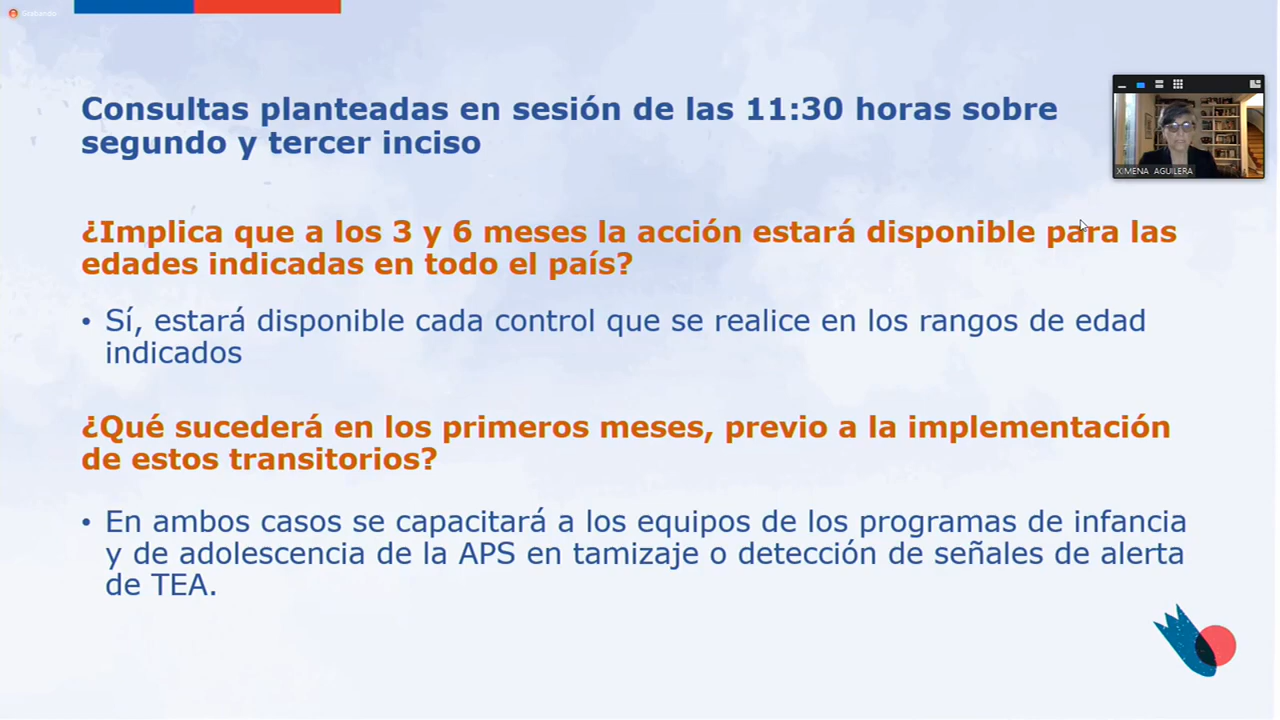 Grabando
Consultas planteadas en sesión de las 11:30 horas sobre
segundo y tercer inciso
XIMENA AGUILERA
¿Implica que a los 3 y 6 meses la acción estará disponible para las
edades indicadas en todo el país?
• Sí, estará disponible cada control que se realice en los rangos de edad
indicados
¿Qué sucederá en los primeros meses, previo a la implementación
de estos transitorios?
• En ambos casos se capacitará a los equipos de los programas de infancia
y de adolescencia de la APS en tamizaje o detección de señales de alerta
de TEA.